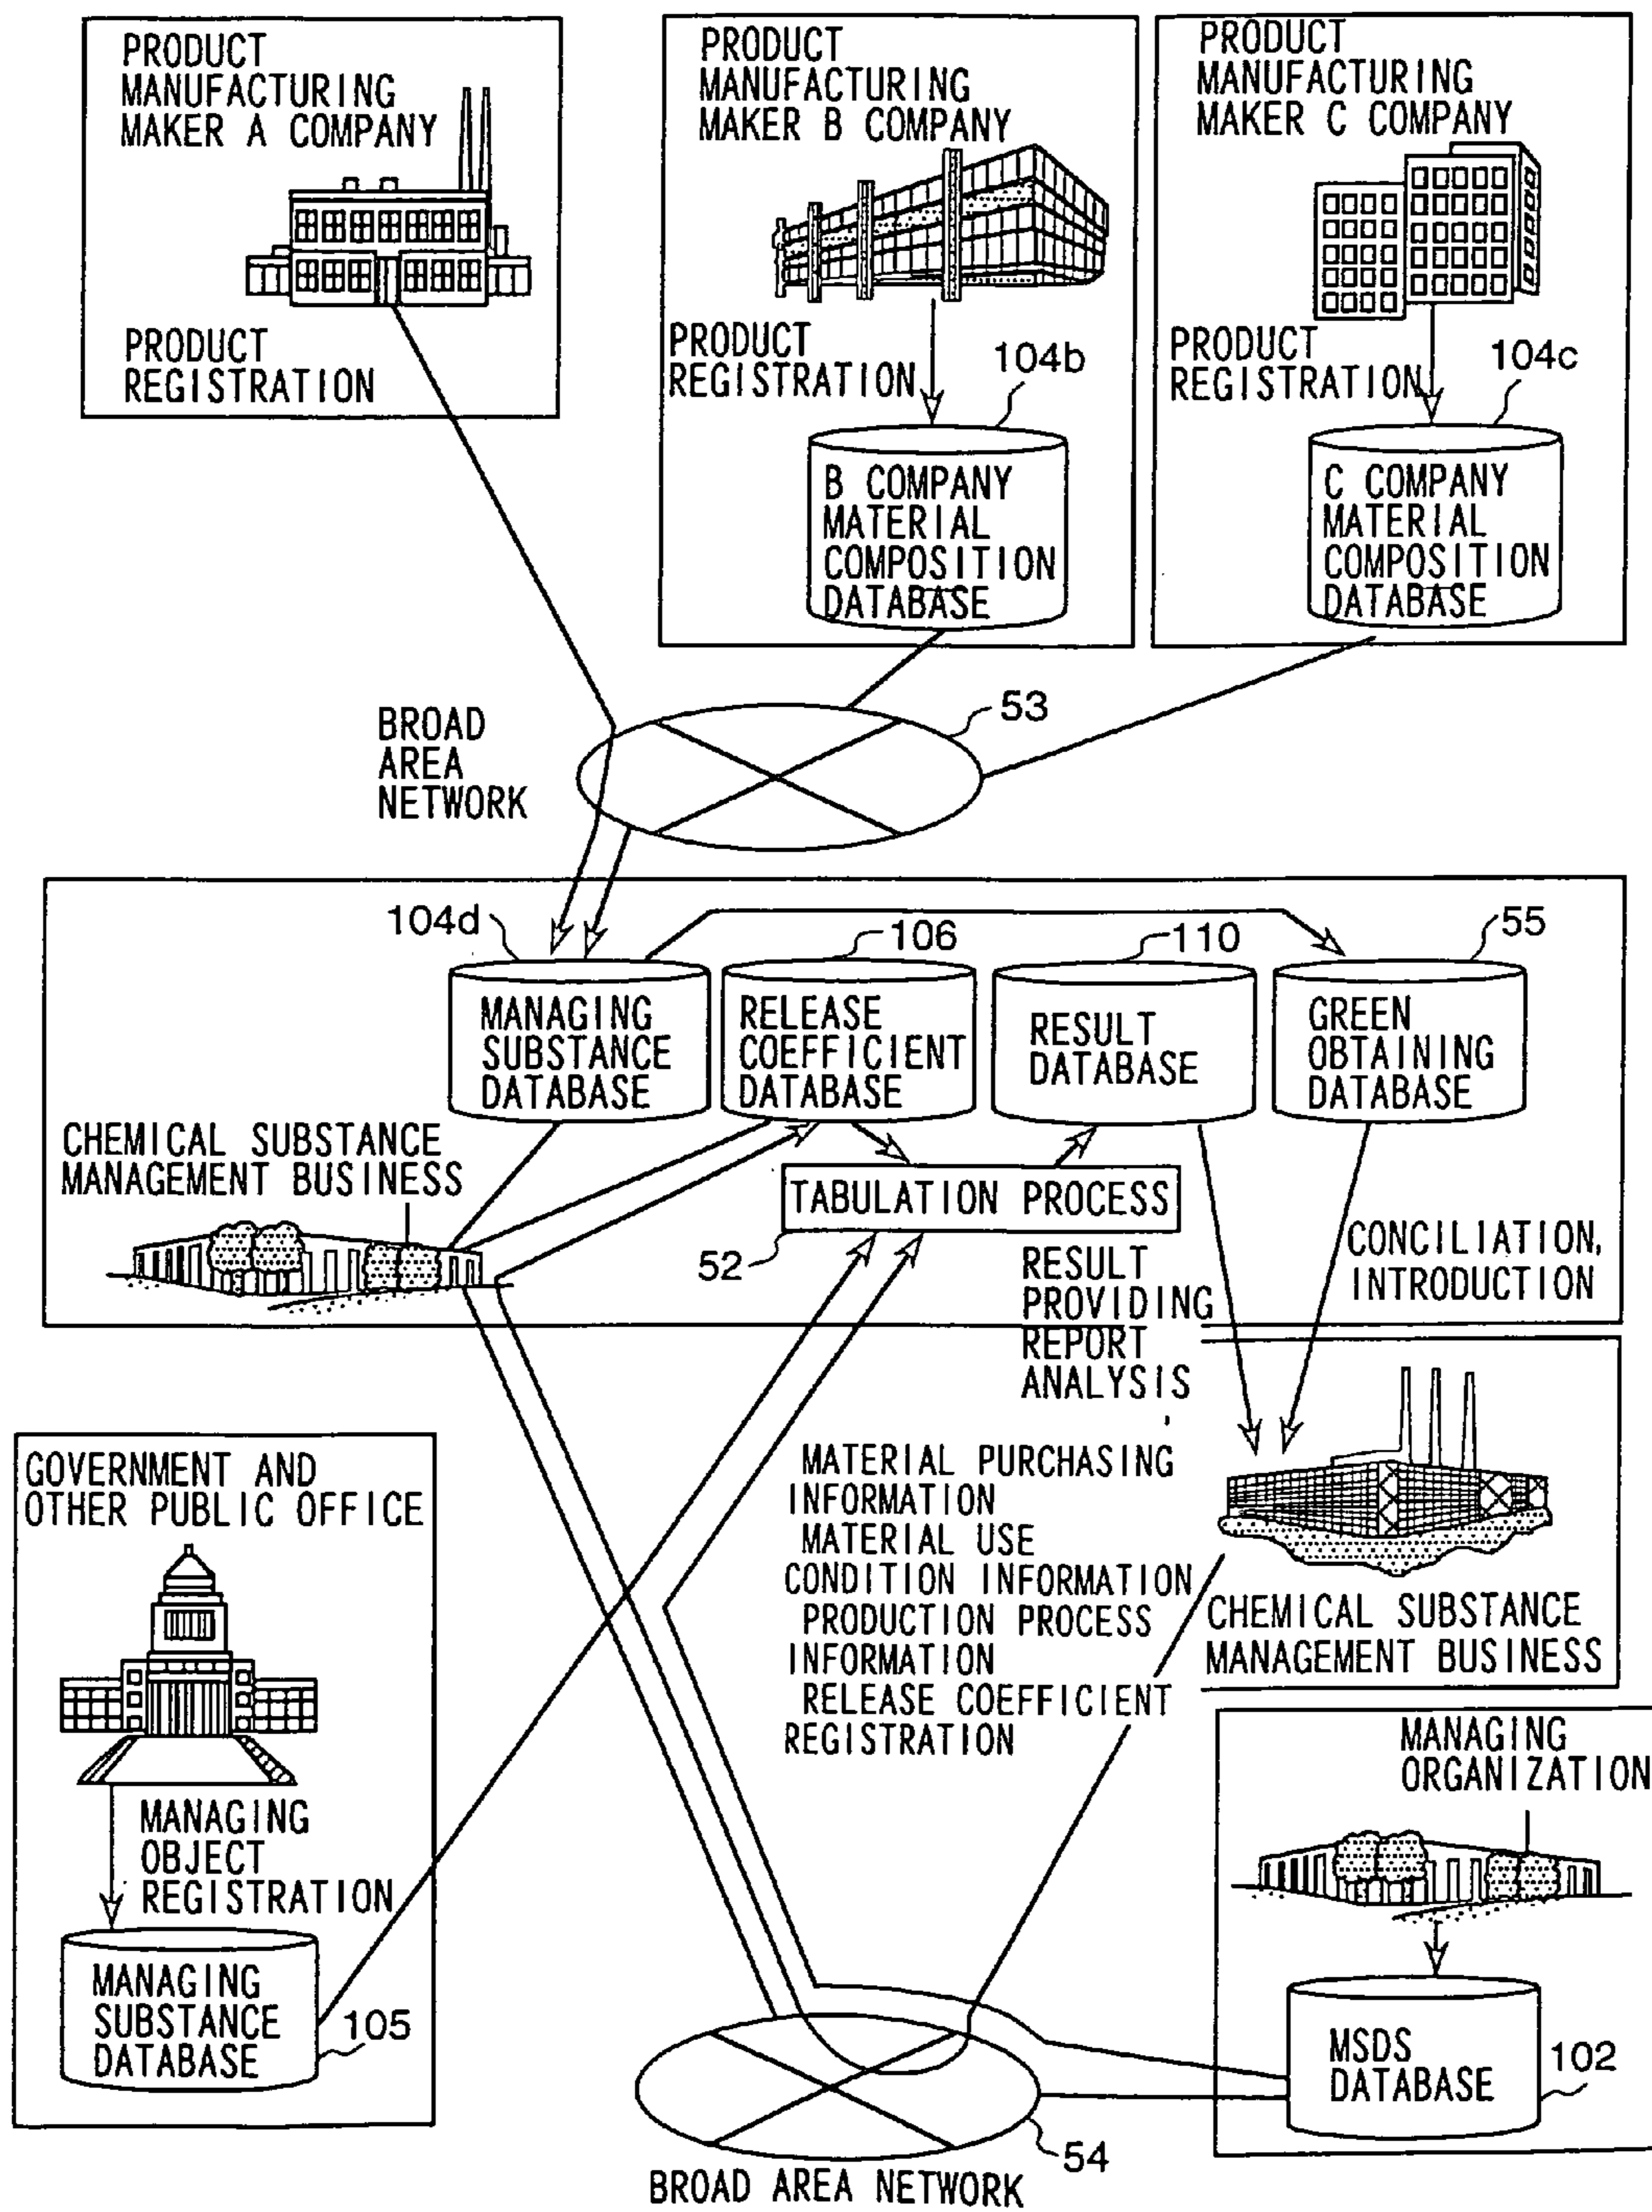 PRODUCT
MANUFACTURING
MAKER A COMPANY
PRODUCT
REGISTRATION
PRODUCT
MANUFACTURING
MAKER B COMPANY
PRODUCT
REGISTRATION
104b
B COMPANY
MATERIAL
COMPOSITION
DATABASE
PRODUCT
MANUFACTURING
MAKER C COMPANY
PRODUCT
REGISTRATION
104c
C COMPANY
MATERIAL
COMPOSITION
DATABASE
BROAD
AREA
NETWORK
53
104d
MANAGING
SUBSTANCE
DATABASE
106
RELEASE
COEFFICIENT
DATABASE
110
RESULT
DATABASE
55
GREEN
OBTAINING
DATABASE
CHEMICAL SUBSTANCE
MANAGEMENT BUSINESS
TABULATION PROCESS
52
RESULT
PROVIDING
REPORT
ANALYSIS
CONCILIATION,
INTRODUCTION
GOVERNMENT AND
OTHER PUBLIC OFFICE
MANAGING
OBJECT
REGISTRATION
MANAGING
SUBSTANCE
DATABASE
105
MATERIAL PURCHASING
INFORMATION
MATERIAL USE
CONDITION INFORMATION
PRODUCTION PROCESS
INFORMATION
RELEASE COEFFICIENT
REGISTRATION
CHEMICAL SUBSTANCE
MANAGEMENT BUSINESS
MANAGING
ORGANIZATION
MSDS
DATABASE
102
54
BROAD AREA NETWORK